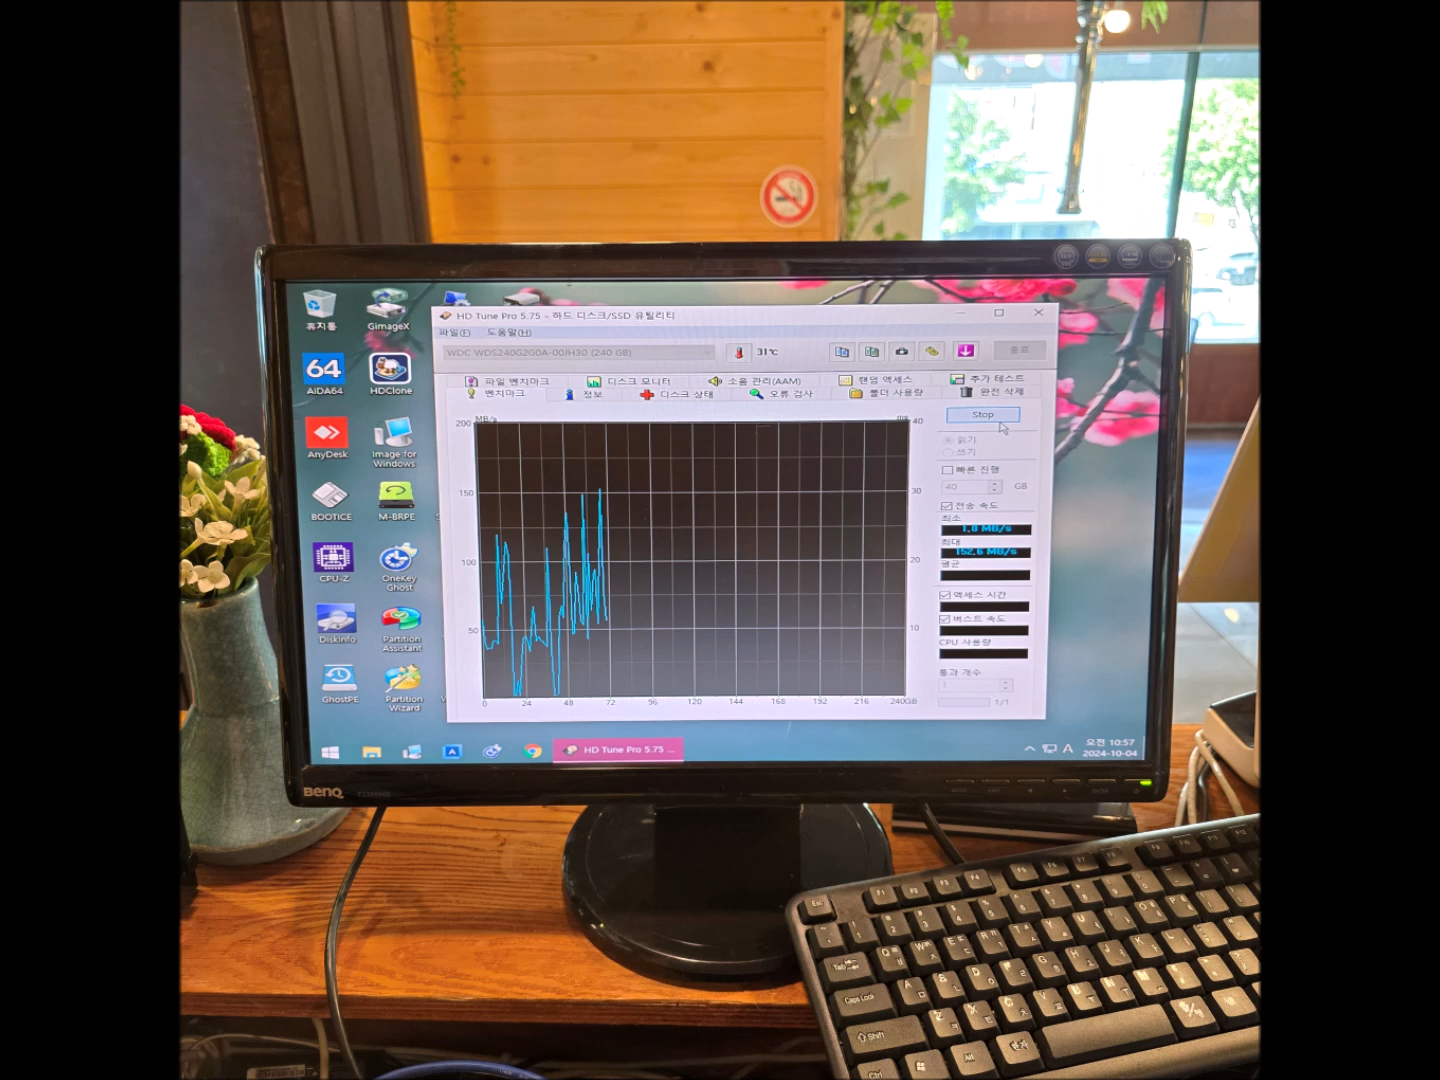 휴지통
GimageX
64
AIDA64
HDClone
AnyDesk
Image for
Windows
BOOTICE
M-BRPE
CPU-Z
OneKey
Ghost
DiskInfo
Partition
Assistant
GhostPE
Partition
Wizard
HD Tune Pro 5.75 - 하드 디스크/SSD 유틸리티
파일(F) 도움말(H)
WDC WDS240G2G0A-00JH30 (240 GB)
31℃
종료
파일 벤치마크 디스크 모니터 소음 관리(AAM) 랜덤 액세스 추가 테스트
벤치마크 정보 디스크 상태 오류 검사 폴더 사용량 완전 삭제
MB/s
ms
200
150
100
50
40
30
20
10
0 24 48 72 96 120 144 168 192 216 240GB
Stop
읽기
쓰기
빠른 진행
40 GB
전송 속도
최소
1.0 MB/s
최대
152.6 MB/s
평균
액세스 시간
버스트 속도
CPU 사용량
통과 개수
1
1/1
HD Tune Pro 5.75 ...
A
오전 10:57
2024-10-04
BenQ
Esc
F1 F2 F3 F4
Tab
Caps Lock
Shift
Ctrl
Alt
한자